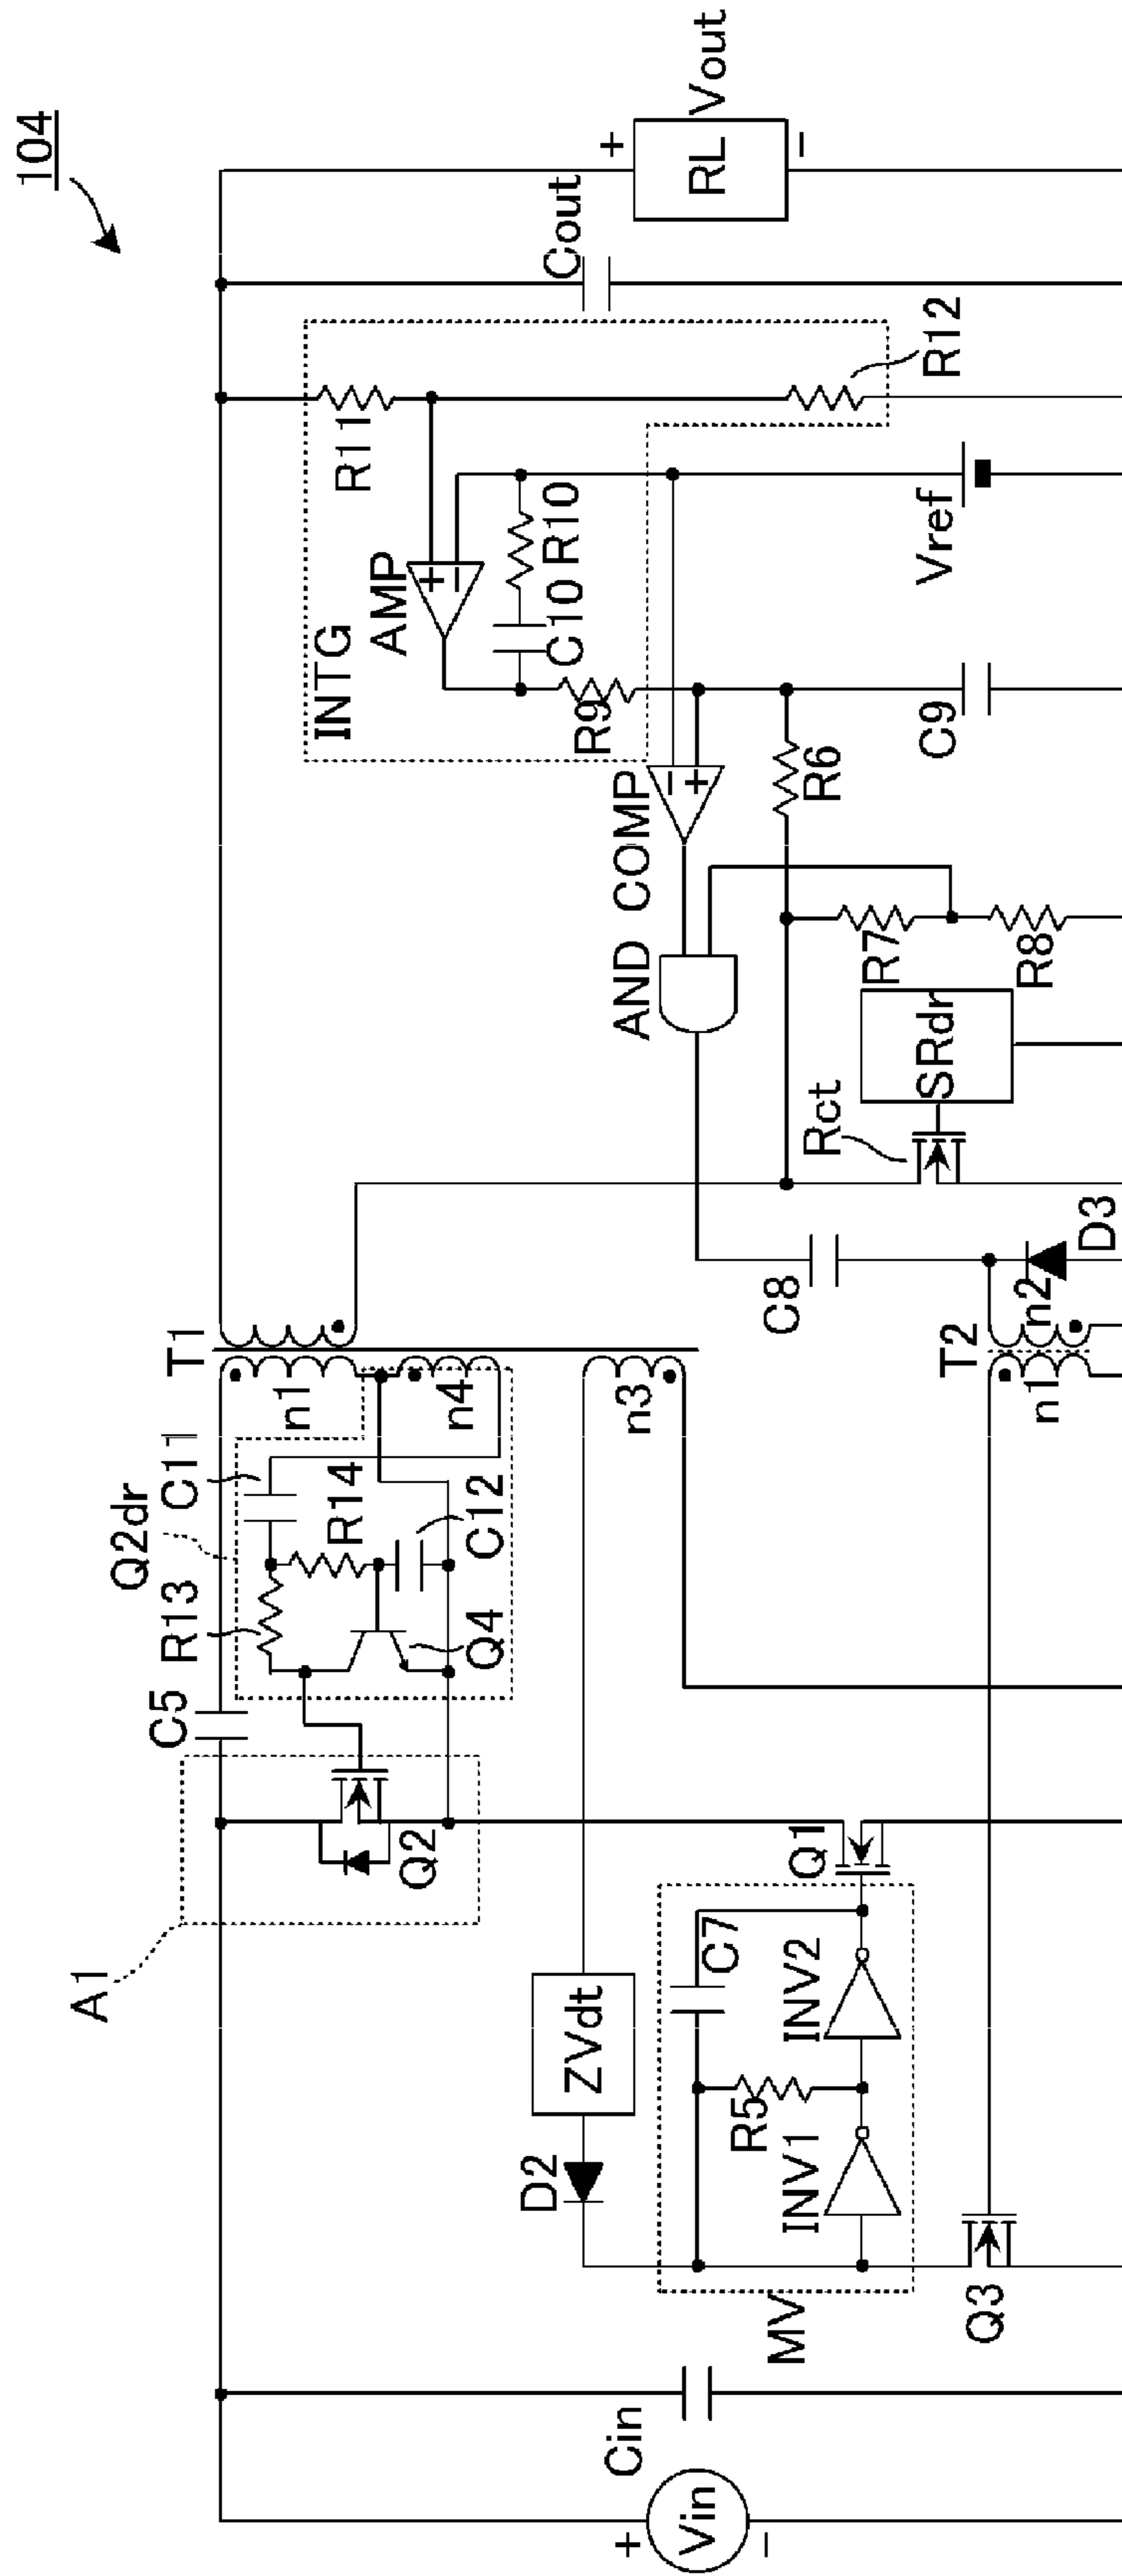 104
Vin
+
−
Cin
A1
Q2
C5
R13
Q2dr
C11
R14
C12
Q4
T1
n1
n4
n3
D2
ZVdt
MV
INV1
R5
INV2
C7
Q1
Q3
T2
n1
n2
D3
C8
Rct
SRdr
R7
R8
R6
AND
COMP
−
+
R9
C9
INTG
AMP
+
−
C10
R10
R11
R12
Vref
Cout
RL
+
−
Vout